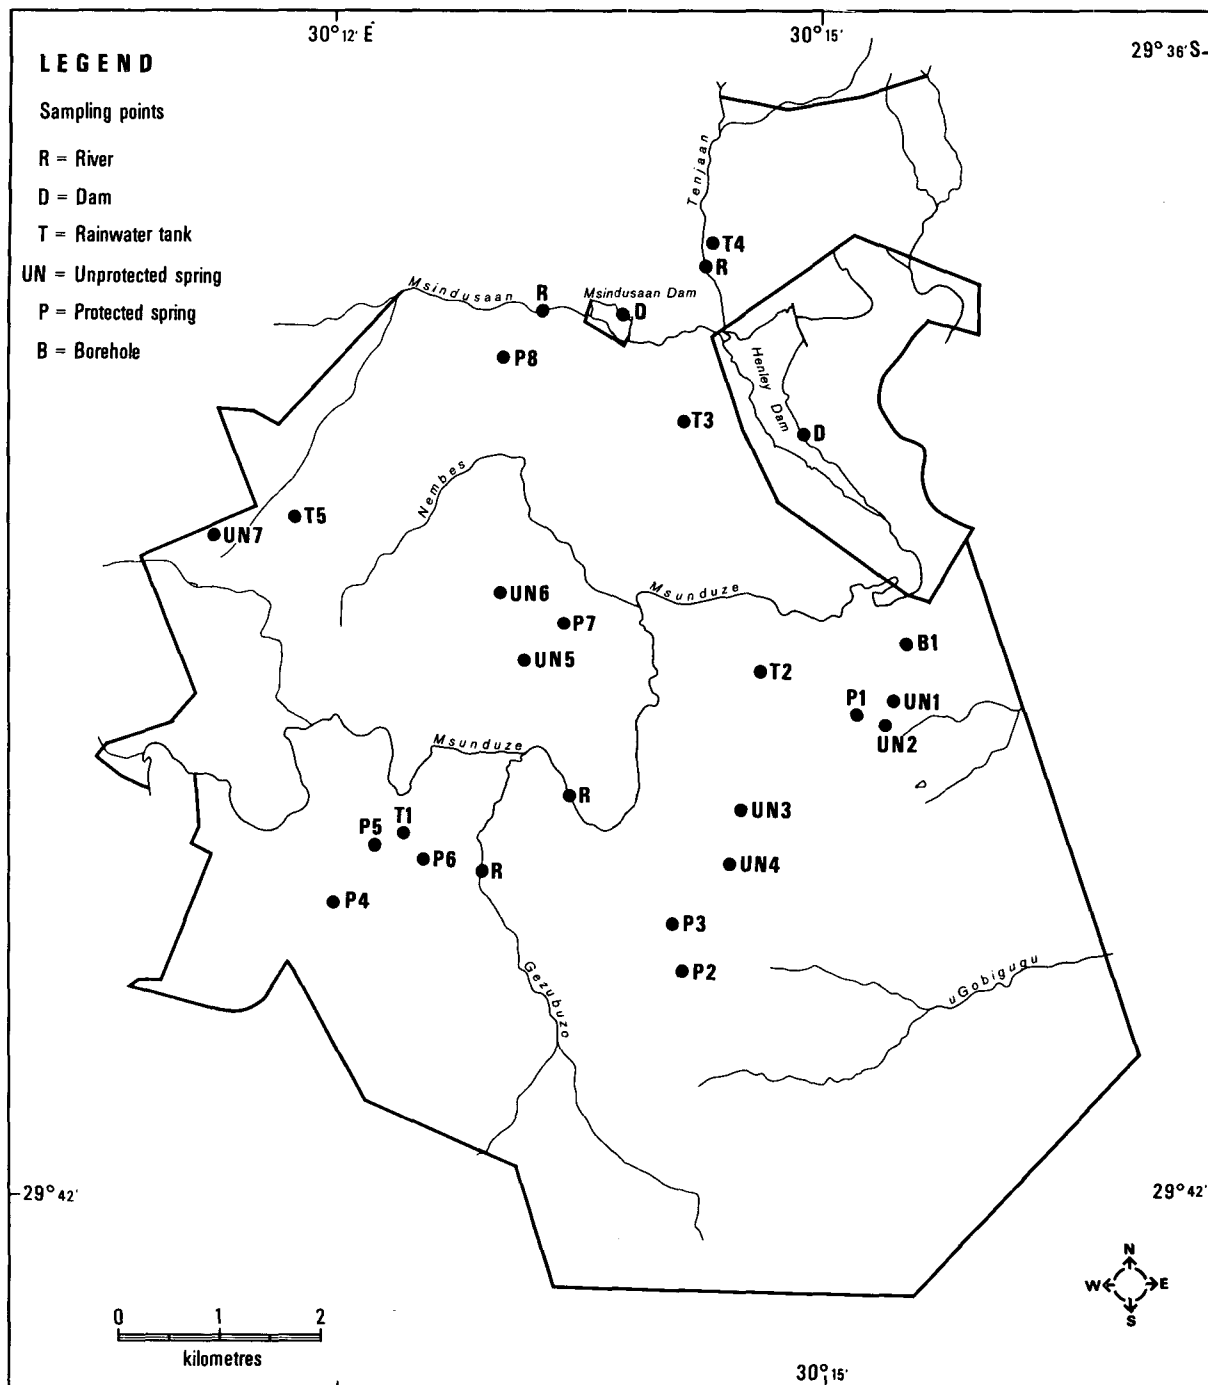 30°12' E
30°15'
29°36' S
LEGEND
Sampling points
R = River
D = Dam
T = Rainwater tank
UN = Unprotected spring
P = Protected spring
B = Borehole
Tenjaan
T4
R
Msindusaan
R
Msindusaan Dam
D
P8
Henley Dam
T3
D
Nembes
T5
UN7
UN6
Msunduze
P7
B1
UN5
T2
P1
UN1
UN2
Msunduze
R
UN3
T1
P5
P6
R
UN4
P4
P3
P2
Gezubuzo
uGobigugu
29°42'
29°42'
N
W
E
S
0 1 2
kilometres
30°15'